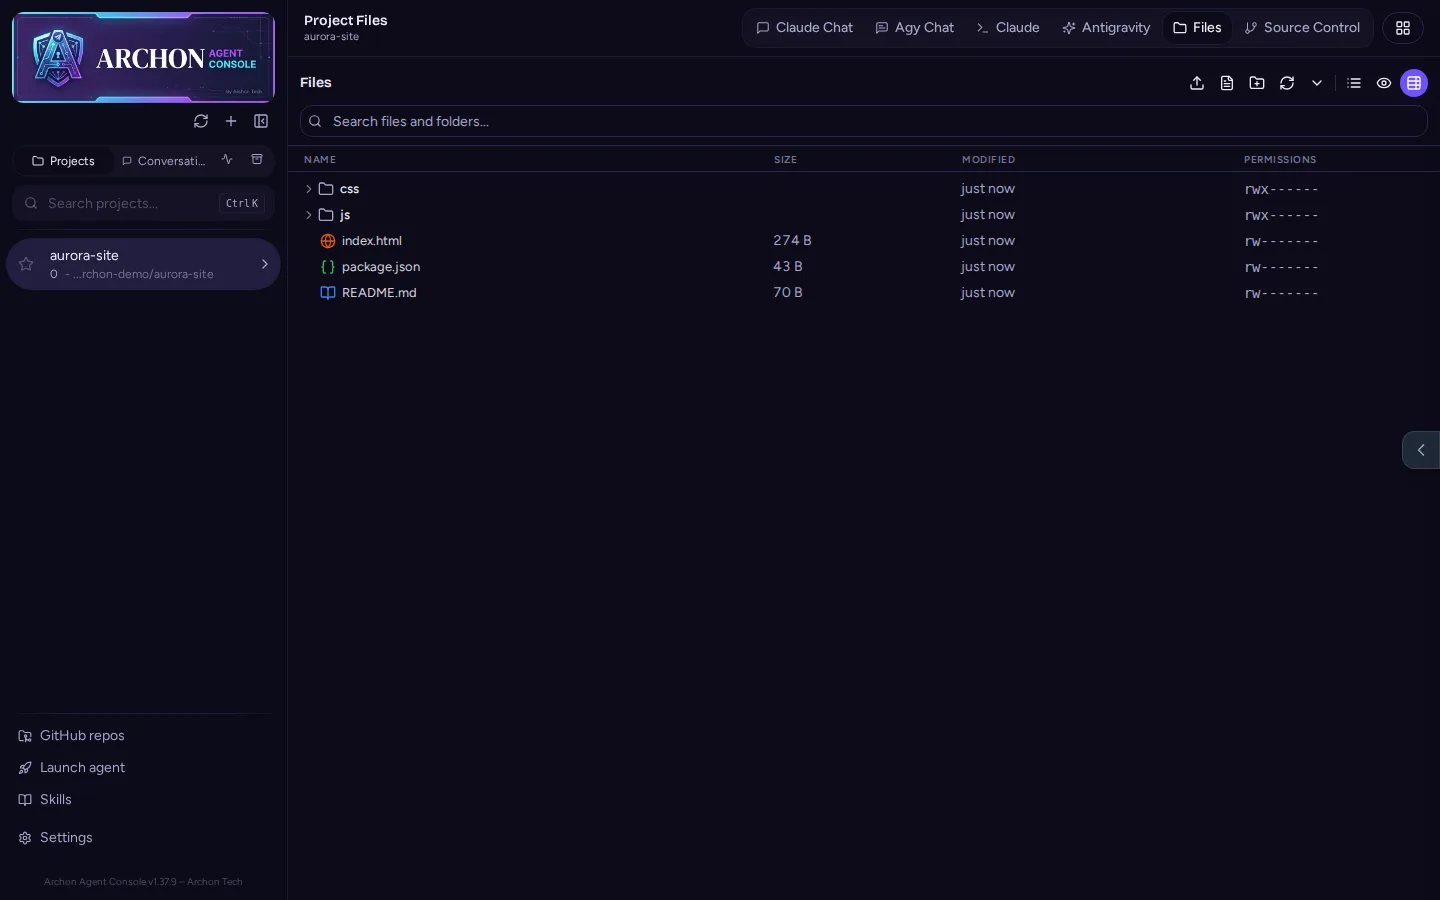 ARCHON AGENT CONSOLE
By Archon Tech
Projects
Conversati...
Search projects...
Ctrl K
aurora-site
0 - ...rchon-demo/aurora-site
GitHub repos
Launch agent
Skills
Settings
Archon Agent Console v1.37.9 – Archon Tech
Project Files
aurora-site
Claude Chat
Agy Chat
Claude
Antigravity
Files
Source Control
Files
Search files and folders...
NAME SIZE MODIFIED PERMISSIONS
css just now rwx------
js just now rwx------
index.html 274 B just now rw-------
package.json 43 B just now rw-------
README.md 70 B just now rw-------